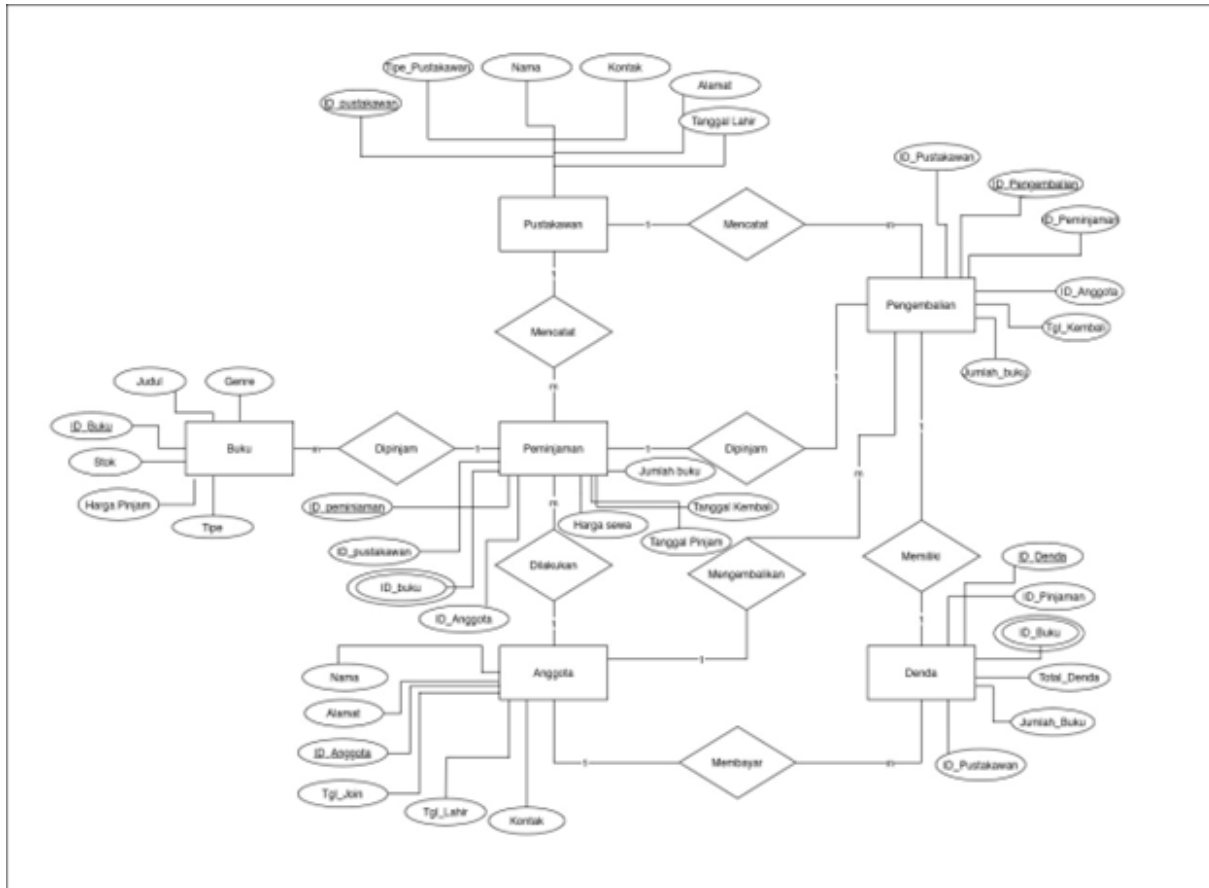 Tipe_Pustakawan
Nama
Kontak
Alamat
ID_pustakawan
Tanggal Lahir
ID_Pustakawan
ID_Pengembalian
ID_Peminjaman
Pustakawan
1
Mencatat
n
1
Pengembalian
ID_Anggota
Tgl_Kembali
Jumlah_buku
Mencatat
m
1
1
m
Judul
Genre
ID_Buku
Buku
Stok
Harga Pinjam
Tipe
n
Dipinjam
1
Peminjaman
1
Dipinjam
Jumlah buku
ID_peminjaman
Harga sewa
Tanggal Kembali
Tanggal Pinjam
ID_pustakawan
ID_buku
ID_Anggota
m
Dilakukan
1
Mengembalikan
1
Memiliki
1
ID_Denda
ID_Pinjaman
ID_Buku
Denda
Total_Denda
Jumlah_Buku
ID_Pustakawan
Nama
Anggota
Alamat
ID_Anggota
Tgl_Join
Tgl_Lahir
Kontak
1
Membayar
n